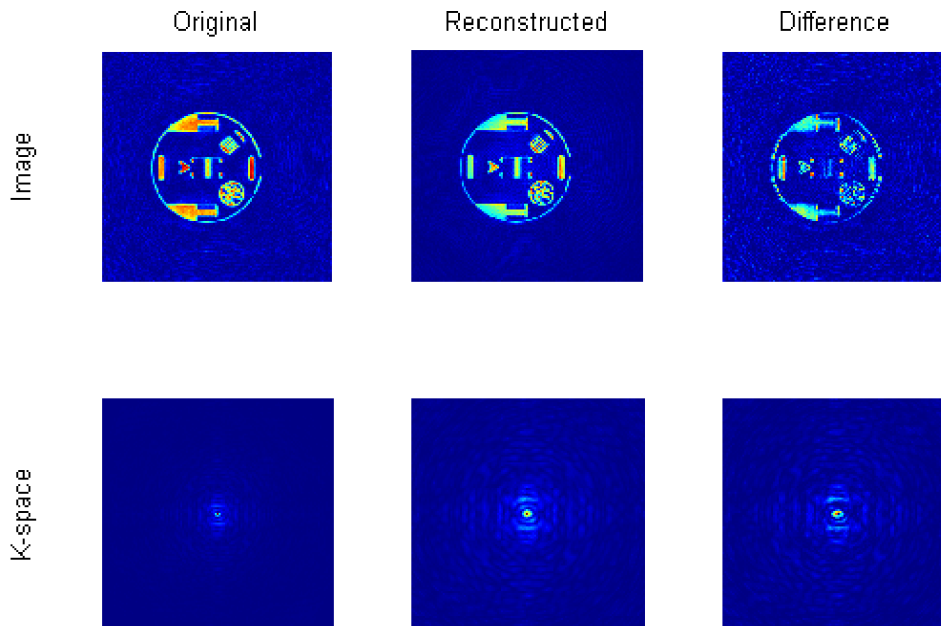 Original
Reconstructed
Difference
Image
K-space